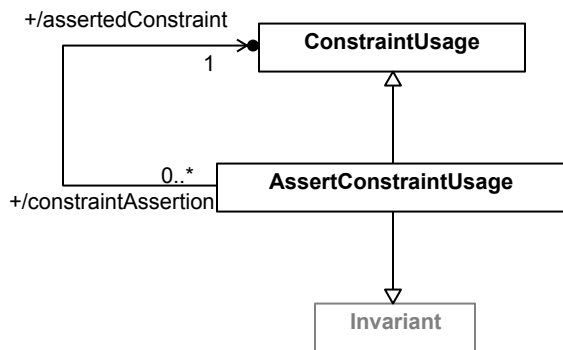 +/assertedConstraint
ConstraintUsage
1
0..*
AssertConstraintUsage
+/constraintAssertion
Invariant